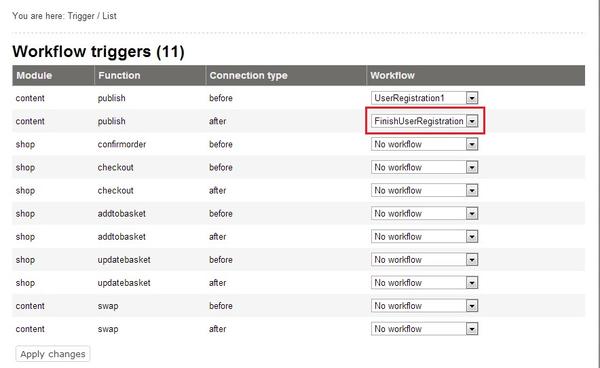 You are here: Trigger / List
Workflow triggers (11)
Module Function Connection type Workflow
content publish before UserRegistration1
content publish after FinishUserRegistration
shop confirmorder before No workflow
shop checkout before No workflow
shop checkout after No workflow
shop addtobasket before No workflow
shop addtobasket after No workflow
shop updatebasket before No workflow
shop updatebasket after No workflow
content swap before No workflow
content swap after No workflow
Apply changes